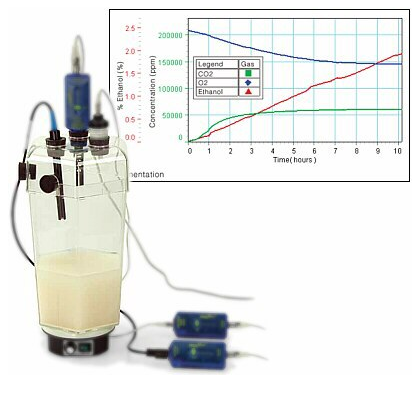 2.5
2.0
1.5
1.0
0.5
0.0
% Ethanol (%)
Concentration (ppm)
200000
150000
100000
50000
0
Legend Gas
CO2
O2
Ethanol
0 1 2 3 4 5 6 7 8 9 10
Time(hours)
mentation